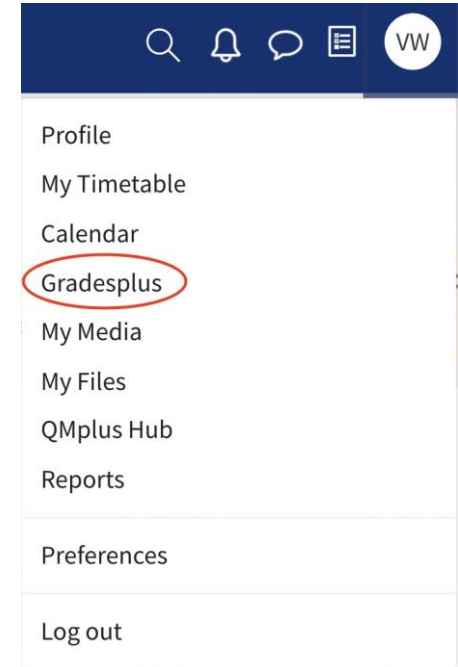 VW
Profile
My Timetable
Calendar
Gradesplus
My Media
My Files
QMplus Hub
Reports
Preferences
Log out